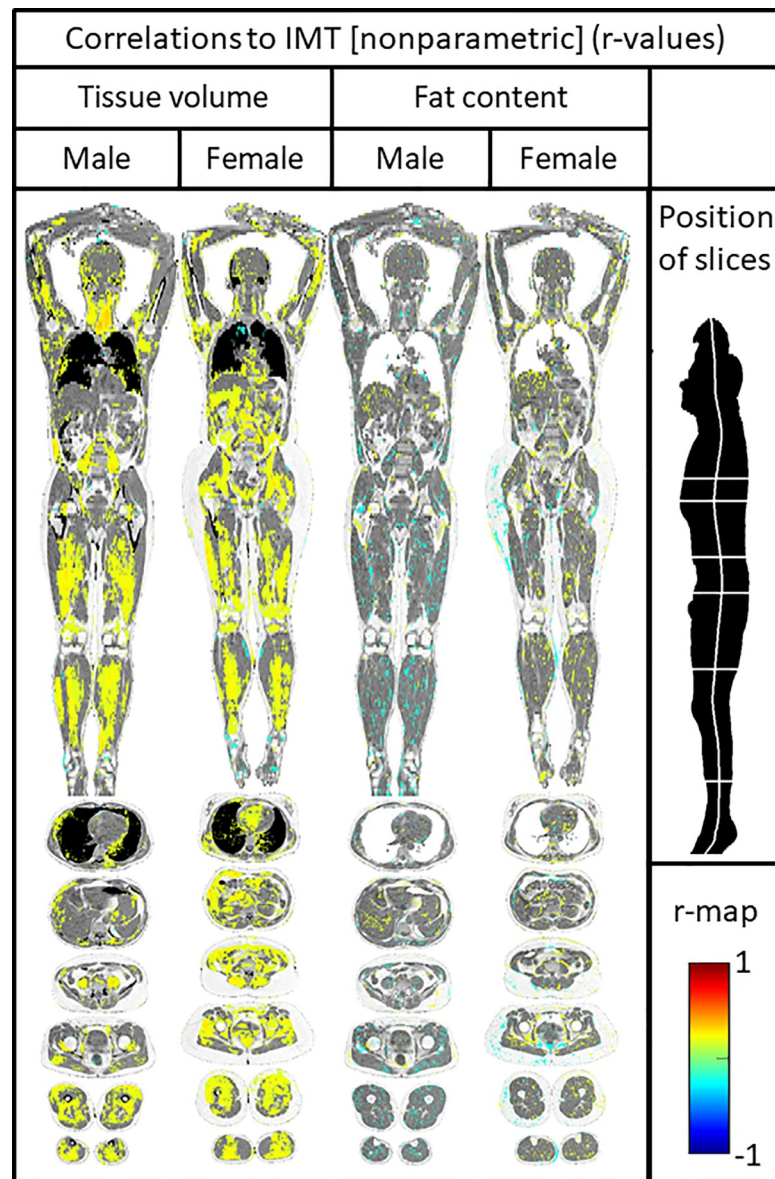 Correlations to IMT [nonparametric] (r-values)
Tissue volume
Fat content
Male
Female
Male
Female
Position
of slices
r-map
1
-1